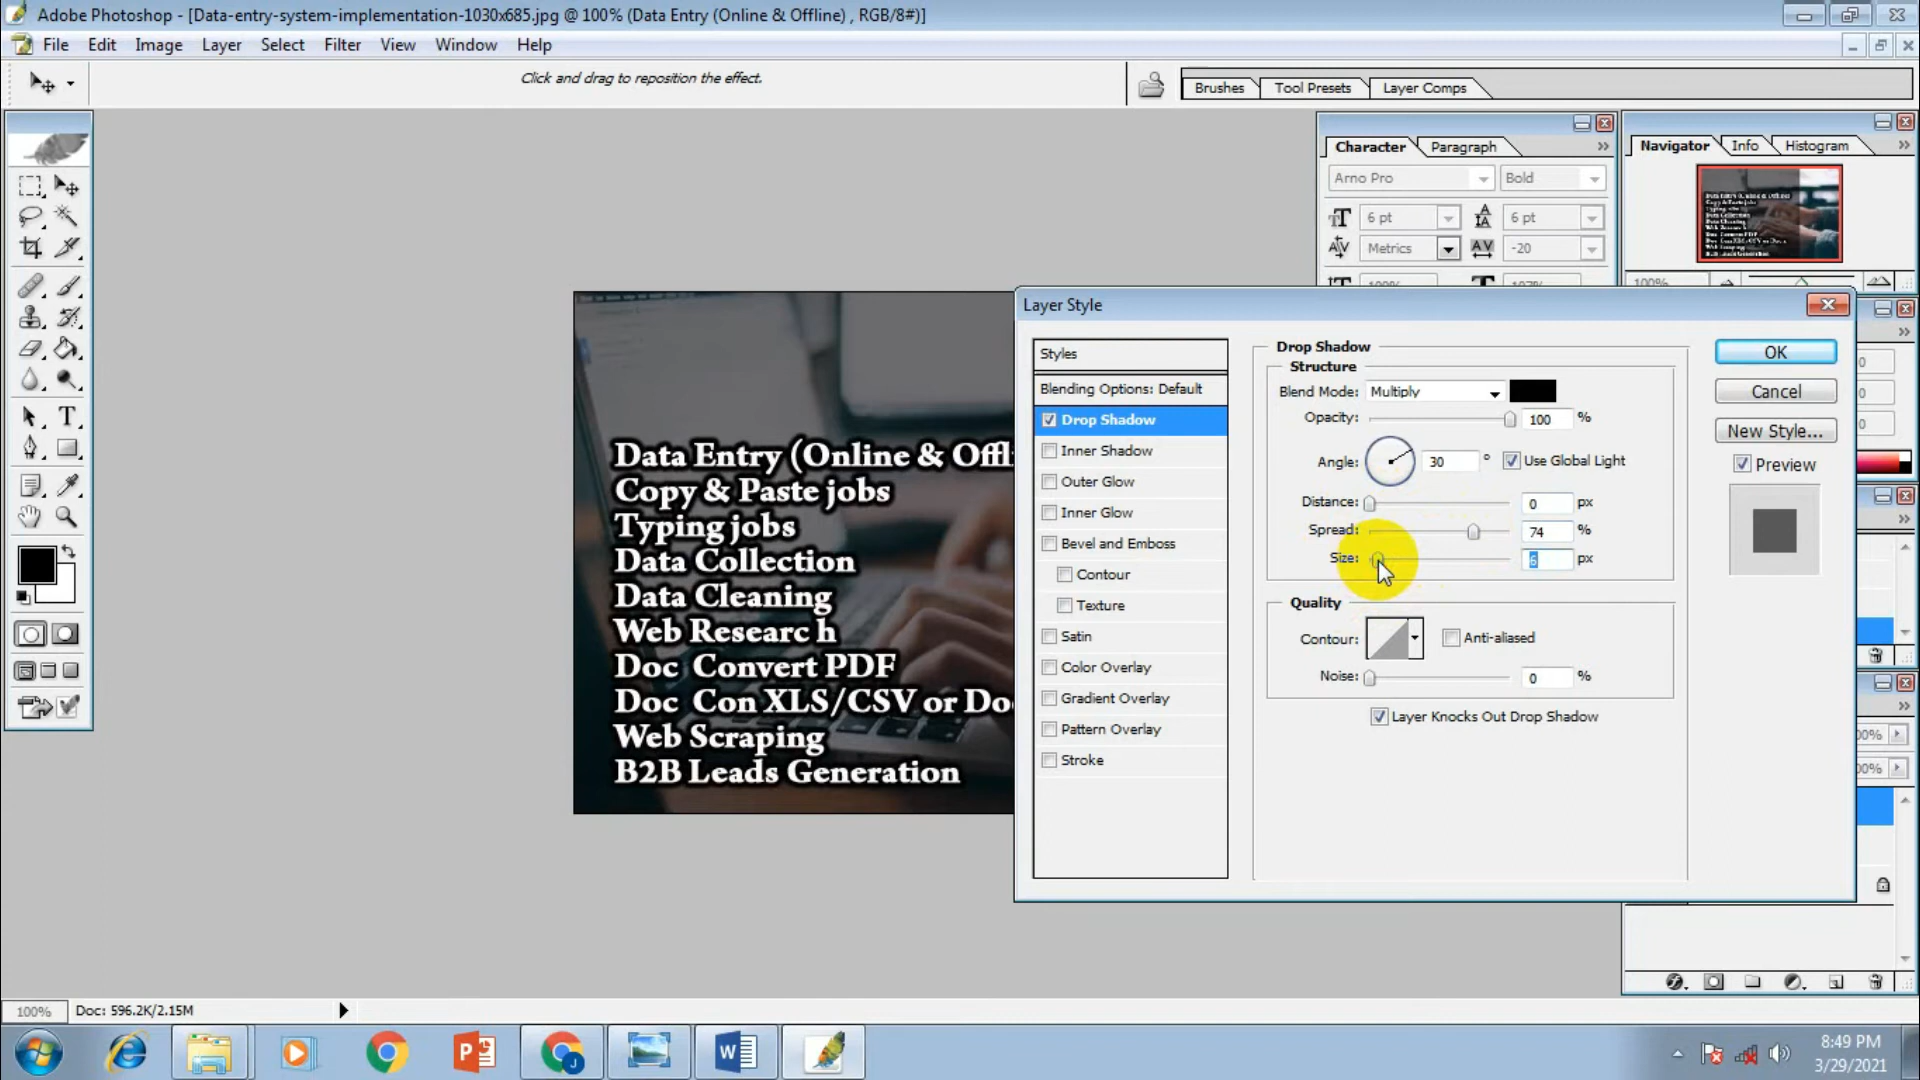 Adobe Photoshop - [Data-entry-system-implementation-1030x685.jpg @ 100% (Data Entry (Online & Offline) , RGB/8#)]
File Edit Image Layer Select Filter View Window Help
Click and drag to reposition the effect.
Brushes Tool Presets Layer Comps
Character Paragraph
Navigator Info Histogram
Arno Pro Bold
6 pt 6 pt
Metrics -20
100%
Layer Style
Styles
Blending Options: Default
Drop Shadow
Inner Shadow
Outer Glow
Inner Glow
Bevel and Emboss
Contour
Texture
Satin
Color Overlay
Gradient Overlay
Pattern Overlay
Stroke
Drop Shadow
Structure
Blend Mode: Multiply
Opacity: 100 %
Angle: 30 ° Use Global Light
Distance: 0 px
Spread: 74 %
Size: 6 px
Quality
Contour: Anti-aliased
Noise: 0 %
Layer Knocks Out Drop Shadow
OK
Cancel
New Style...
Preview
Data Entry (Online & Offli
Copy & Paste jobs
Typing jobs
Data Collection
Data Cleaning
Web Researc h
Doc Convert PDF
Doc Con XLS/CSV or Do
Web Scraping
B2B Leads Generation
100% Doc: 596.2K/2.15M
8:49 PM
3/29/2021